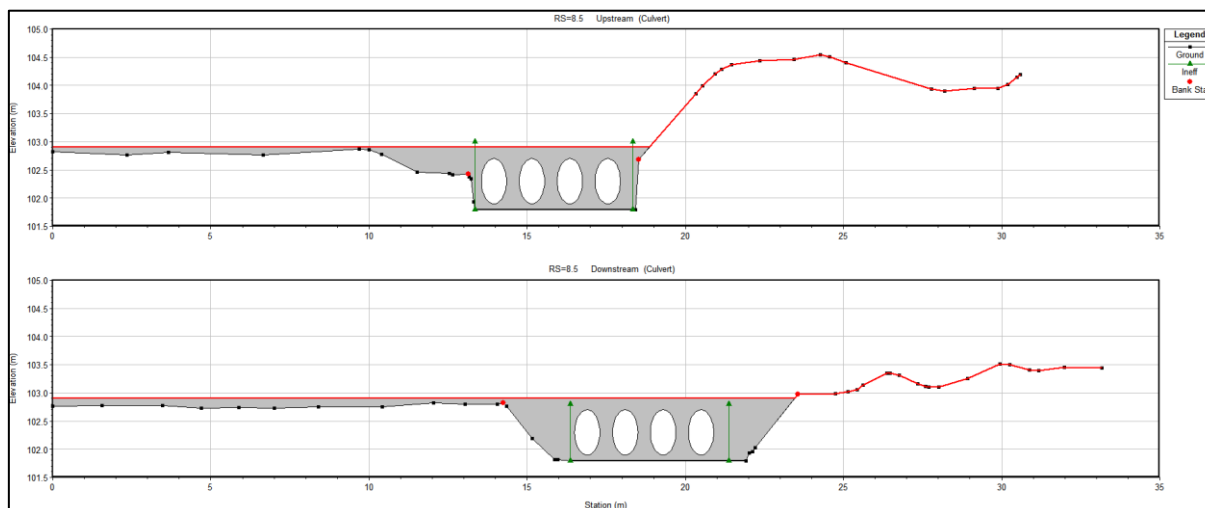 RS=8.5 Upstream (Culvert)
105.0
104.5
104.0
103.5
103.0
102.5
102.0
101.5
Elevation (m)
0 5 10 15 20 25 30 35
Legend
Ground
Ineff
Bank Sta
RS=8.5 Downstream (Culvert)
105.0
104.5
104.0
103.5
103.0
102.5
102.0
101.5
Elevation (m)
0 5 10 15 20 25 30 35
Station (m)